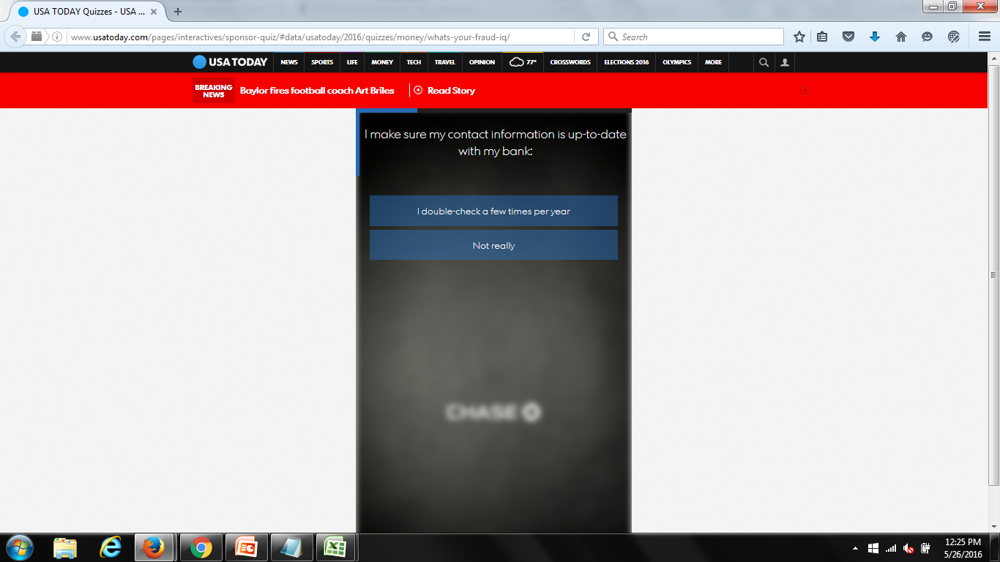 USA TODAY Quizzes - USA ...
www.usatoday.com/pages/interactives/sponsor-quiz/#data/usatoday/2016/quizzes/money/whats-your-fraud-iq/
Search
USA TODAY
NEWS
SPORTS
LIFE
MONEY
TECH
TRAVEL
OPINION
77°
CROSSWORDS
ELECTIONS 2016
OLYMPICS
MORE
BREAKING
NEWS
Baylor fires football coach Art Briles
Read Story
I make sure my contact information is up-to-date
with my bank:
I double-check a few times per year
Not really
CHASE
12:25 PM
5/26/2016